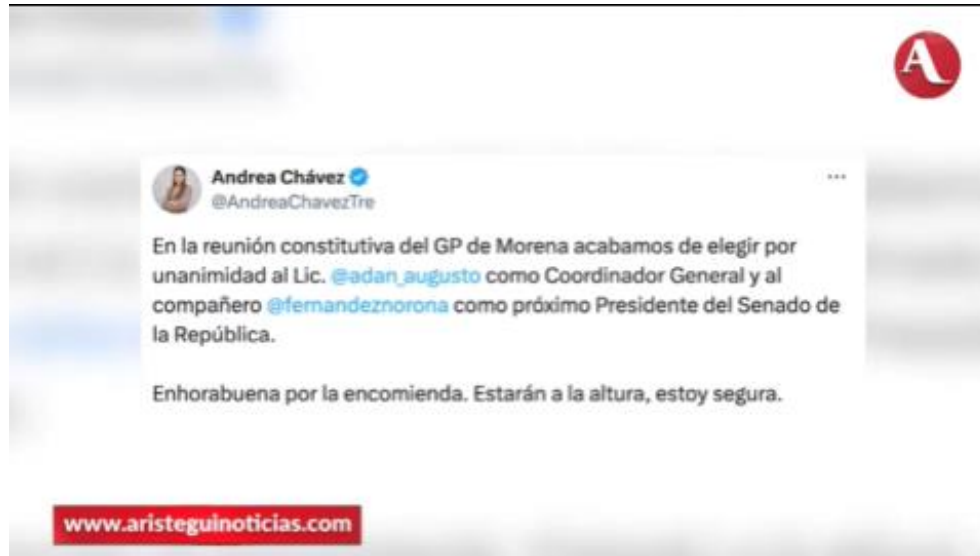 A
Andrea Chávez
@AndreaChavezTre
En la reunión constitutiva del GP de Morena acabamos de elegir por
unanimidad al Lic. @adan_augusto como Coordinador General y al
compañero @fernandeznorona como próximo Presidente del Senado de
la República.
Enhorabuena por la encomienda. Estarán a la altura, estoy segura.
www.aristeguinoticias.com